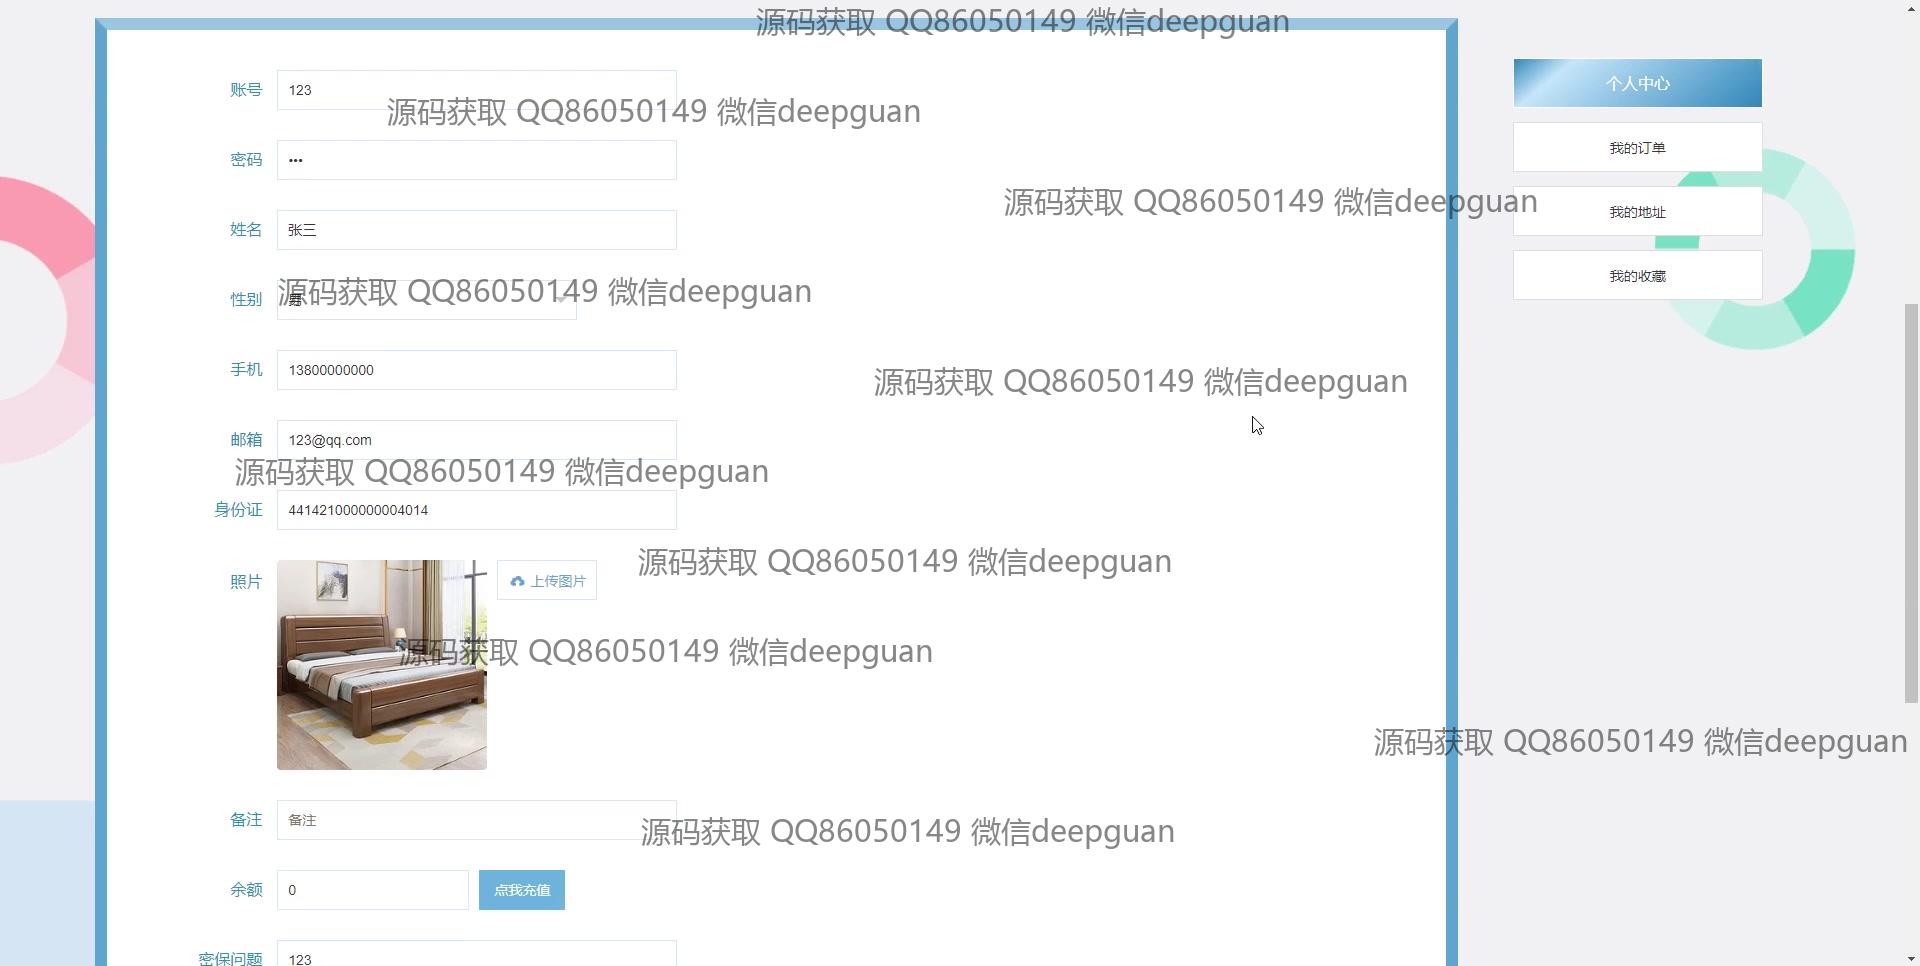 源码获取 QQ86050149 微信deepguan
个人中心
账号 123
源码获取 QQ86050149 微信deepguan
我的订单
密码 •••
源码获取 QQ86050149 微信deepguan
我的地址
姓名 张三
我的收藏
源码获取 QQ86050149 微信deepguan
性别 男
手机 13800000000
源码获取 QQ86050149 微信deepguan
邮箱 123@qq.com
源码获取 QQ86050149 微信deepguan
身份证 441421000000004014
源码获取 QQ86050149 微信deepguan
照片 上传图片
源码获取 QQ86050149 微信deepguan
源码获取 QQ86050149 微信deepguan
备注 备注
源码获取 QQ86050149 微信deepguan
余额 0 点我充值
密保问题 123